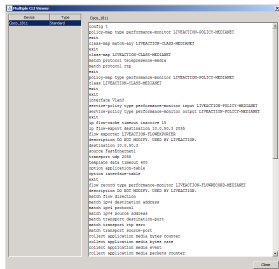 Multiple CLI Viewer
Device Type
Cisco_1811 Standard
Cisco_1811
config t
policy-map type performance-monitor LIVEACTION-POLICY-MEDIANET
exit
class-map match-any LIVEACTION-CLASS-MEDIANET
exit
class-map LIVEACTION-CLASS-MEDIANET
match protocol telepresence-media
match protocol rtp
exit
policy-map type performance-monitor LIVEACTION-POLICY-MEDIANET
class LIVEACTION-CLASS-MEDIANET
exit
exit
interface Vlan1
service-policy type performance-monitor input LIVEACTION-POLICY-MEDIANET
service-policy type performance-monitor output LIVEACTION-POLICY-MEDIANET
exit
ip flow-cache timeout inactive 10
ip flow-export destination 10.0.90.3 2055
flow exporter LIVEACTION-FLOWEXPORTER
description DO NOT MODIFY. USED BY LIVEACTION.
destination 10.0.90.3
source FastEthernet1
transport udp 2055
template data timeout 600
option application-table
option interface-table
exit
flow record type performance-monitor LIVEACTION-FLOWRECORD-MEDIANET
description DO NOT MODIFY. USED BY LIVEACTION.
match flow direction
match ipv4 destination address
match ipv4 protocol
match ipv4 source address
match transport destination-port
match transport rtp ssrc
match transport source-port
collect application media bytes counter
collect application media bytes rate
collect application media event
collect application media packets counter
Close